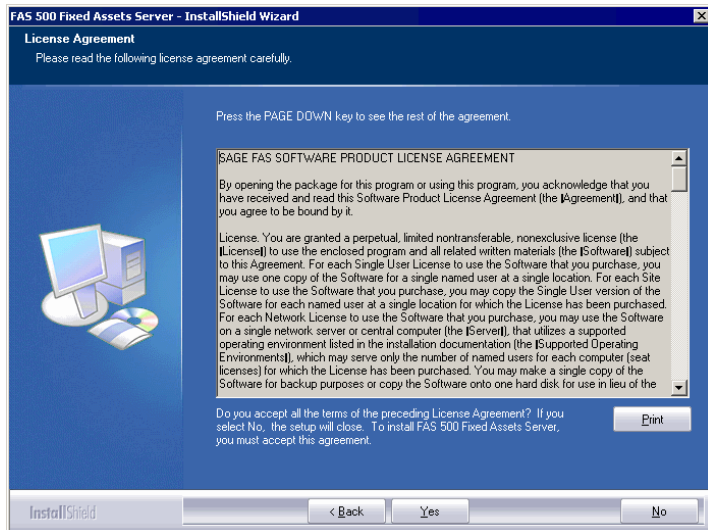 FAS 500 Fixed Assets Server - InstallShield Wizard
License Agreement
Please read the following license agreement carefully.
Press the PAGE DOWN key to see the rest of the agreement.
SAGE FAS SOFTWARE PRODUCT LICENSE AGREEMENT
By opening the package for this program or using this program, you acknowledge that you
have received and read this Software Product License Agreement (the |Agreement|), and that
you agree to be bound by it.
License. You are granted a perpetual, limited nontransferable, nonexclusive license (the
|License|) to use the enclosed program and all related written materials (the |Software|) subject
to this Agreement. For each Single User License to use the Software that you purchase, you
may use one copy of the Software for a single named user at a single location. For each Site
License to use the Software that you purchase, you may copy the Single User version of the
Software for each named user at a single location for which the License has been purchased.
For each Network License to use the Software that you purchase, you may use the Software
on a single network server or central computer (the |Server|), that utilizes a supported
operating environment listed in the installation documentation (the |Supported Operating
Environments|), which may serve only the number of named users for each computer (seat
licenses) for which the License has been purchased. You may make a single copy of the
Software for backup purposes or copy the Software onto one hard disk for use in lieu of the
Do you accept all the terms of the preceding License Agreement? If you
select No, the setup will close. To install FAS 500 Fixed Assets Server,
you must accept this agreement.
Print
InstallShield
< Back
Yes
No